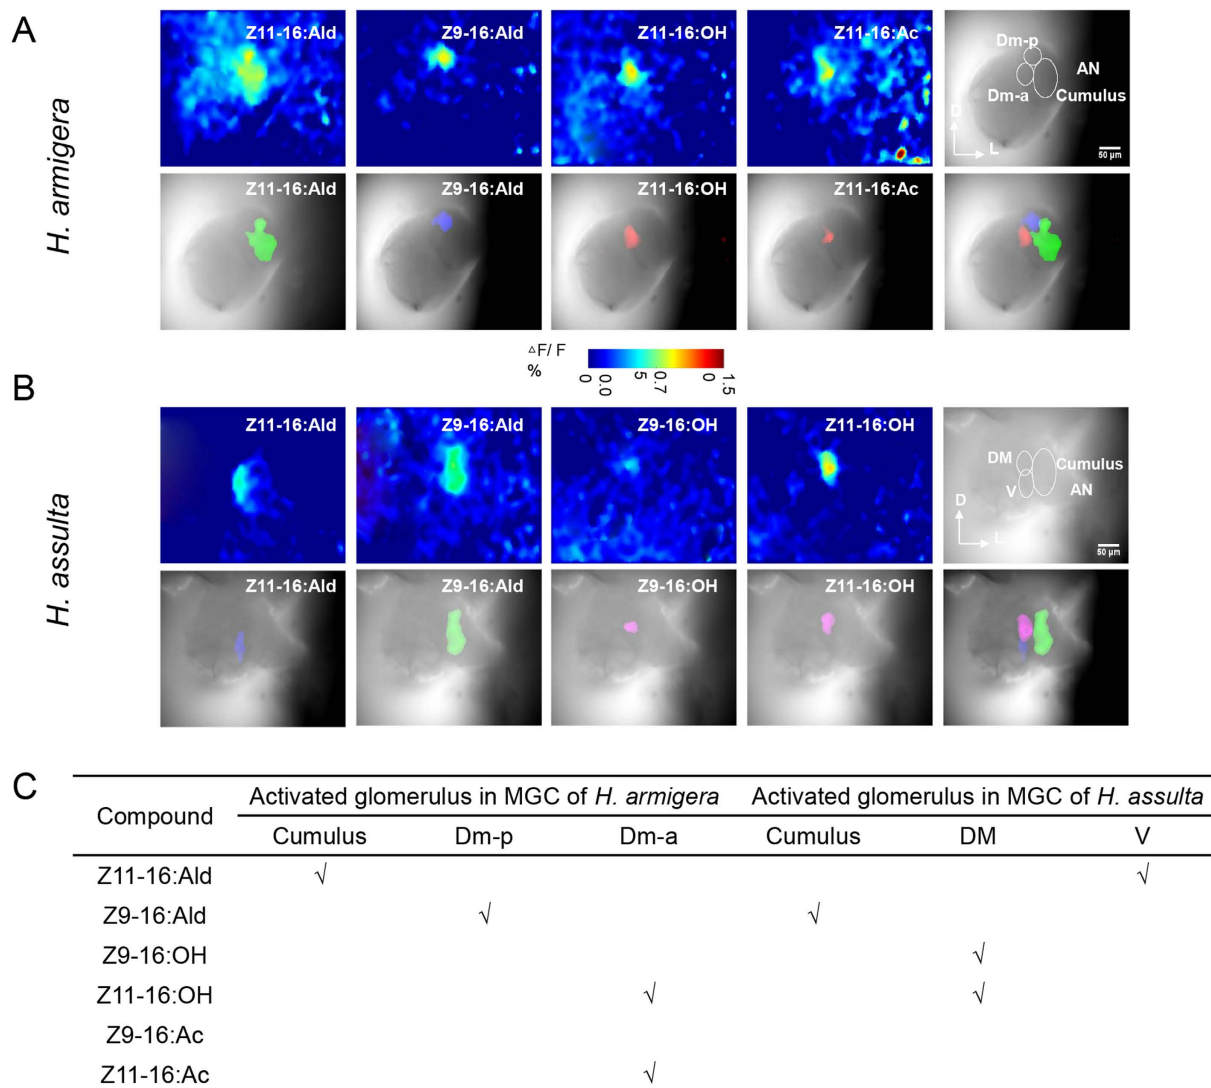 A
H. armigera
Z11-16:Ald
Z9-16:Ald
Z11-16:OH
Z11-16:Ac
Dm-p
AN
Dm-a
Cumulus
D
L
50 μm
Z11-16:Ald
Z9-16:Ald
Z11-16:OH
Z11-16:Ac
△F/ F
%
0
0.0
5
0.7
0
1.5
B
H. assulta
Z11-16:Ald
Z9-16:Ald
Z9-16:OH
Z11-16:OH
DM
Cumulus
V
AN
D
L
50 μm
Z11-16:Ald
Z9-16:Ald
Z9-16:OH
Z11-16:OH
C
Compound
Activated glomerulus in MGC of H. armigera
Activated glomerulus in MGC of H. assulta
Cumulus Dm-p Dm-a Cumulus DM V
Z11-16:Ald √ √
Z9-16:Ald √ √
Z9-16:OH √
Z11-16:OH √ √
Z9-16:Ac
Z11-16:Ac √